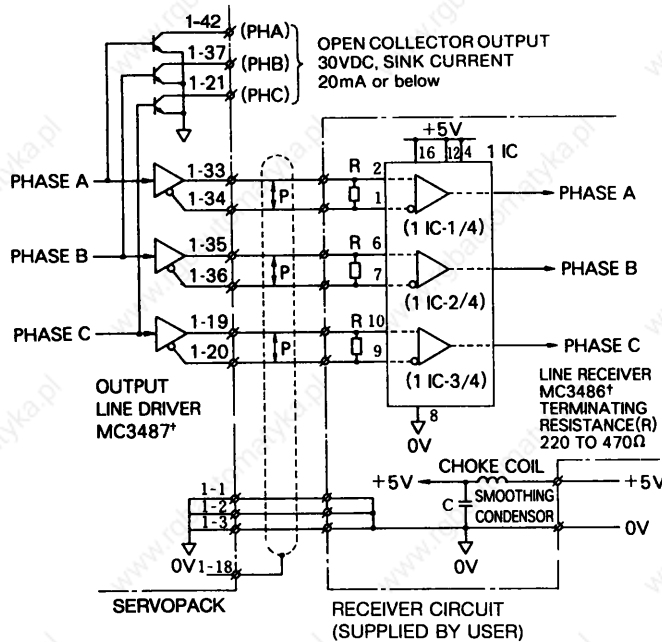 1-42
(PHA)
1-37
(PHB)
1-21
(PHC)
OPEN COLLECTOR OUTPUT
30VDC, SINK CURRENT
20mA or below
+5V
16 12 4
1 IC
PHASE A
1-33
1-34
P
R
2
1
(1 IC-1/4)
PHASE A
PHASE B
1-35
1-36
P
R
6
7
(1 IC-2/4)
PHASE B
PHASE C
1-19
1-20
P
R
10
9
(1 IC-3/4)
PHASE C
OUTPUT
LINE DRIVER
MC3487†
8
0V
LINE RECEIVER
MC3486†
TERMINATING
RESISTANCE(R)
220 TO 470Ω
CHOKE COIL
+5V
+5V
C
SMOOTHING
CONDENSOR
0V
0V
1-1
1-2
1-3
0V
1-18
SERVOPACK
RECEIVER CIRCUIT
(SUPPLIED BY USER)
www.rgbautomatyka.pl